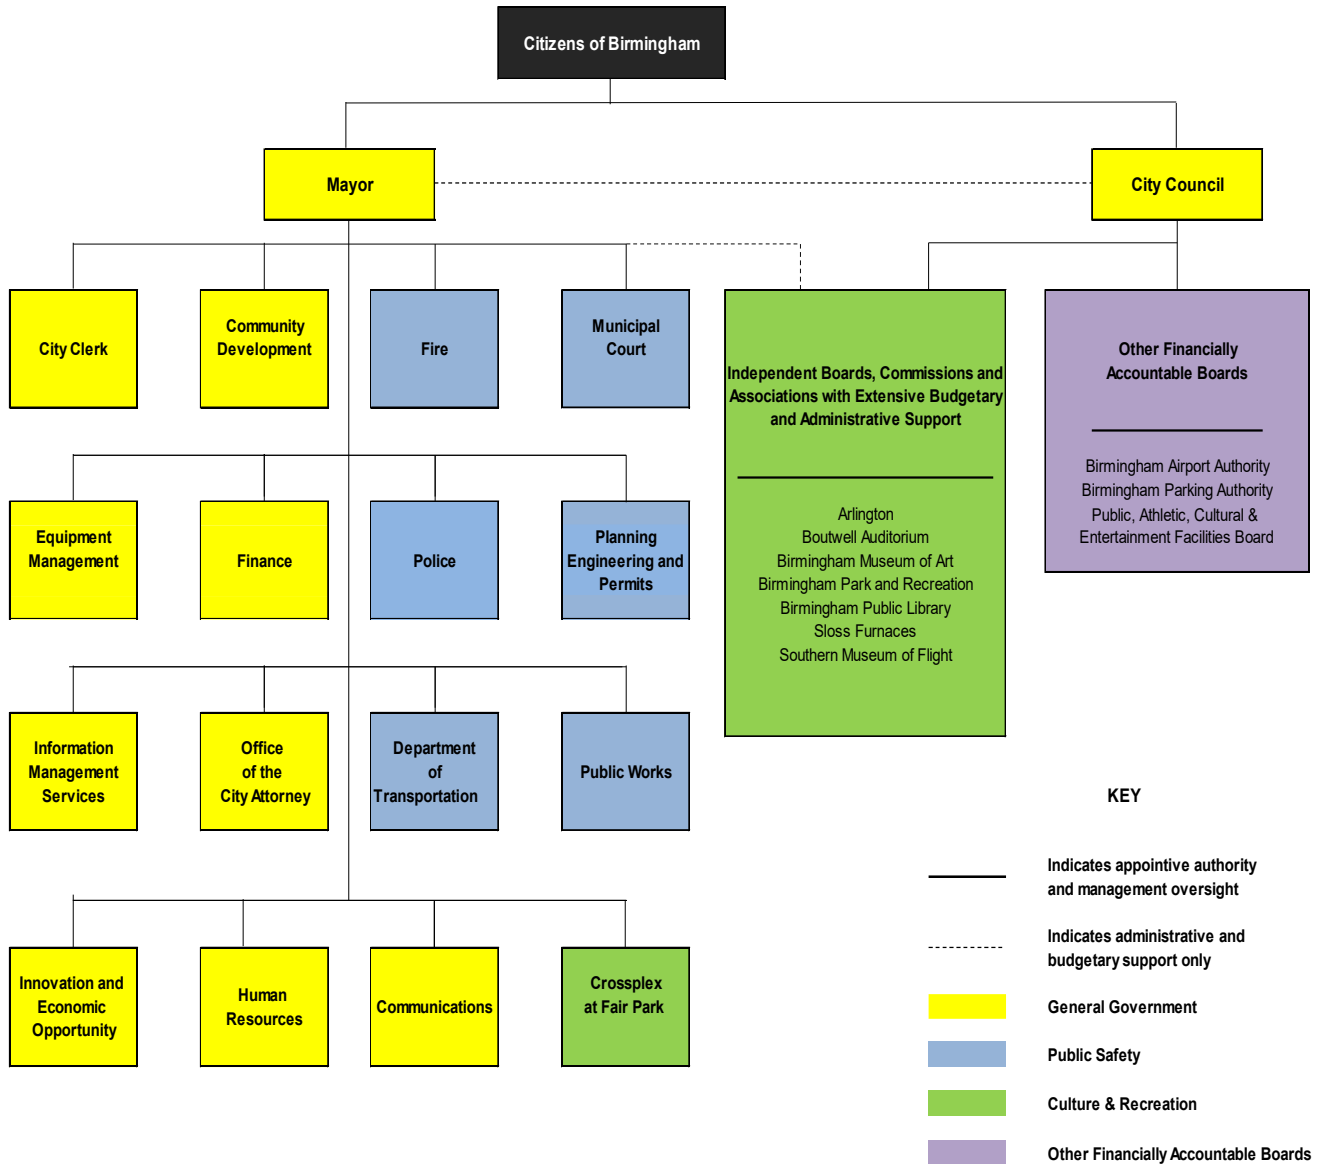 Citizens of Birmingham
Mayor
City Council
City Clerk
Community
Development
Fire
Municipal
Court
Independent Boards, Commissions and
Associations with Extensive Budgetary
and Administrative Support
Arlington
Boutwell Auditorium
Birmingham Museum of Art
Birmingham Park and Recreation
Birmingham Public Library
Sloss Furnaces
Southern Museum of Flight
Other Financially
Accountable Boards
Birmingham Airport Authority
Birmingham Parking Authority
Public, Athletic, Cultural &
Entertainment Facilities Board
Equipment
Management
Finance
Police
Planning
Engineering and
Permits
Information
Management
Services
Office
of the
City Attorney
Department
of
Transportation
Public Works
Innovation and
Economic
Opportunity
Human
Resources
Communications
Crossplex
at Fair Park
KEY
Indicates appointive authority
and management oversight
Indicates administrative and
budgetary support only
General Government
Public Safety
Culture & Recreation
Other Financially Accountable Boards